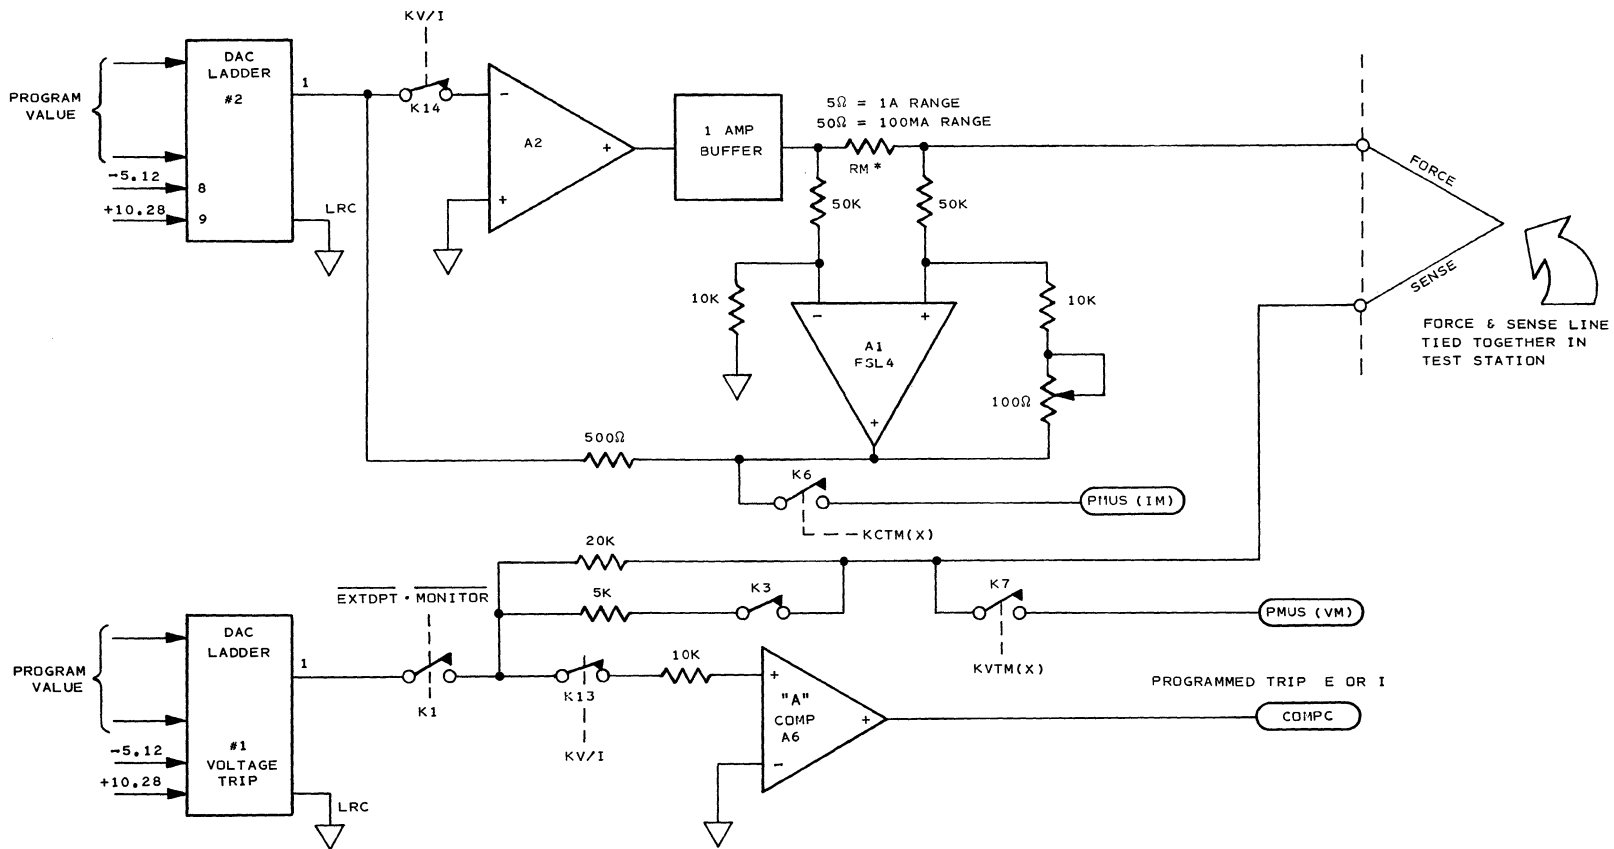 KV/I
DAC
LADDER
#2
1
K14
PROGRAM
VALUE
-5.12
8
+10.28
9
LRC
-
A2
+
+
1 AMP
BUFFER
5Ω = 1A RANGE
50Ω = 100MA RANGE
RM *
50K
50K
10K
-
+
A1
FSL4
+
10K
100Ω
FORCE
SENSE
FORCE & SENSE LINE
TIED TOGETHER IN
TEST STATION
500Ω
K6
PMUS (IM)
KCTM(X)
20K
5K
K3
K7
PMUS (VM)
KVTM(X)
EXTDPT · MONITOR
DAC
LADDER
1
PROGRAM
VALUE
#1
VOLTAGE
TRIP
-5.12
+10.28
LRC
K1
K13
KV/I
10K
+
"A"
COMP
A6
+
-
PROGRAMMED TRIP E OR I
COMPC